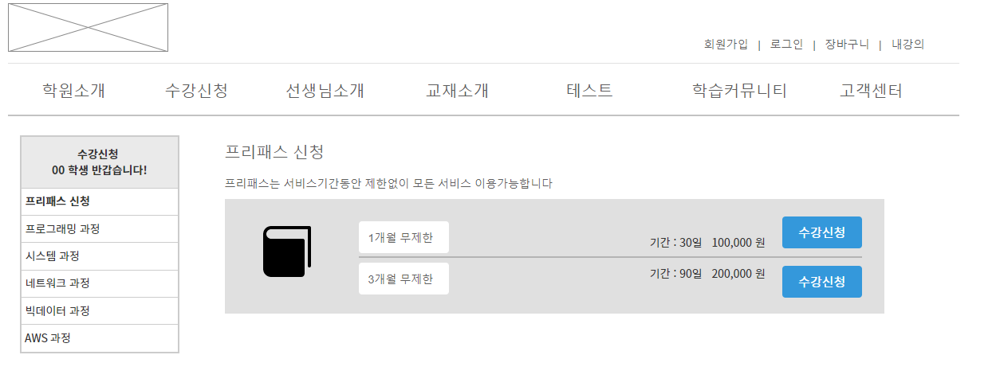 회원가입 | 로그인 | 장바구니 | 내강의
학원소개 수강신청 선생님소개 교재소개 테스트 학습커뮤니티 고객센터
수강신청
00 학생 반갑습니다!
프리패스 신청
프로그래밍 과정
시스템 과정
네트워크 과정
빅데이터 과정
AWS 과정
프리패스 신청
프리패스는 서비스기간동안 제한없이 모든 서비스 이용가능합니다
1개월 무제한 기간 : 30일 100,000 원 수강신청
3개월 무제한 기간 : 90일 200,000 원 수강신청